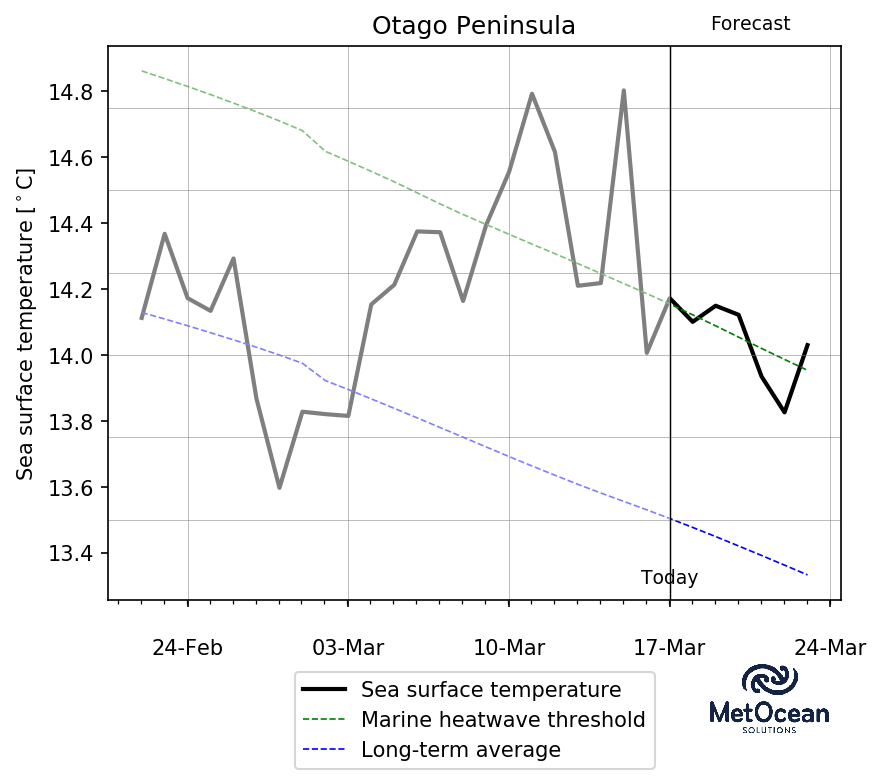 Otago Peninsula
Forecast
Sea surface temperature [°C]
14.8
14.6
14.4
14.2
14.0
13.8
13.6
13.4
Today
24-Feb
03-Mar
10-Mar
17-Mar
24-Mar
Sea surface temperature
Marine heatwave threshold
Long-term average
MetOcean
SOLUTIONS